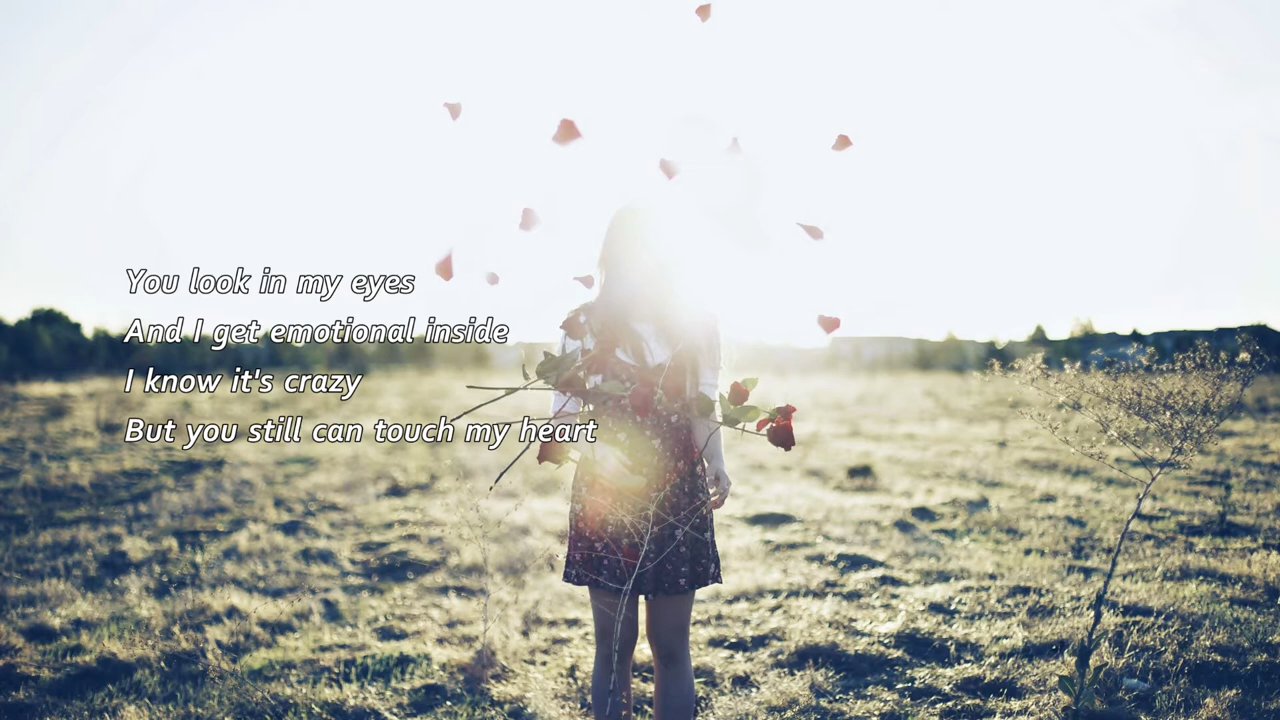 You look in my eyes
And I get emotional inside
I know it's crazy
But you still can touch my heart